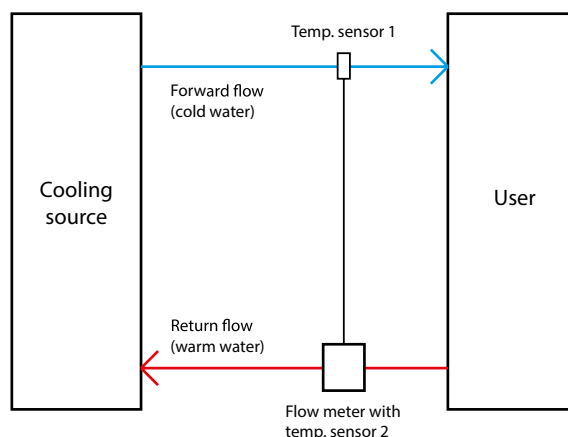 Temp. sensor 1
Forward flow
(cold water)
Cooling
source
User
Return flow
(warm water)
Flow meter with
temp. sensor 2